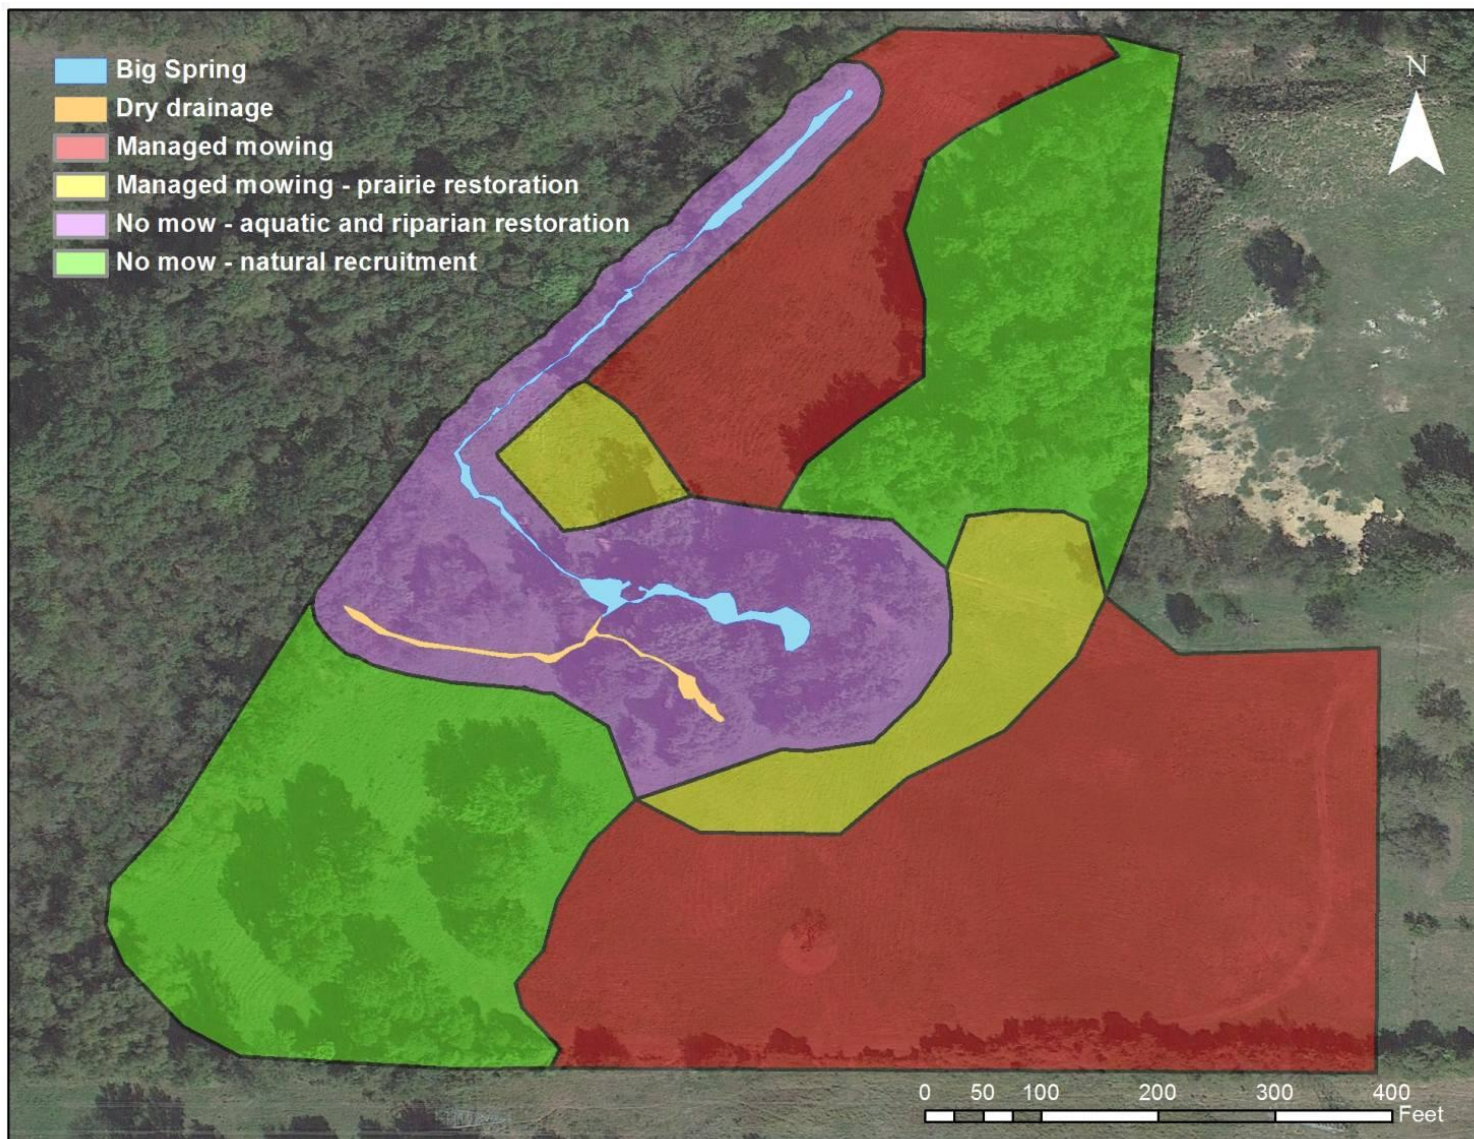 Big Spring
Dry drainage
Managed mowing
Managed mowing - prairie restoration
No mow - aquatic and riparian restoration
No mow - natural recruitment
N
0 50 100 200 300 400
Feet